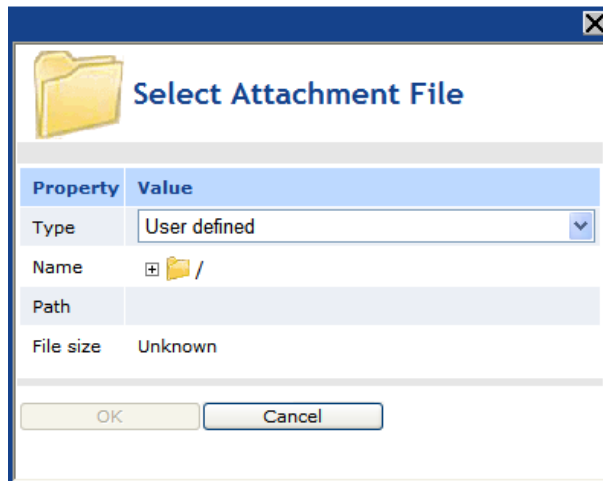 Select Attachment File
Property Value
Type User defined
Name /
Path
File size Unknown
OK Cancel